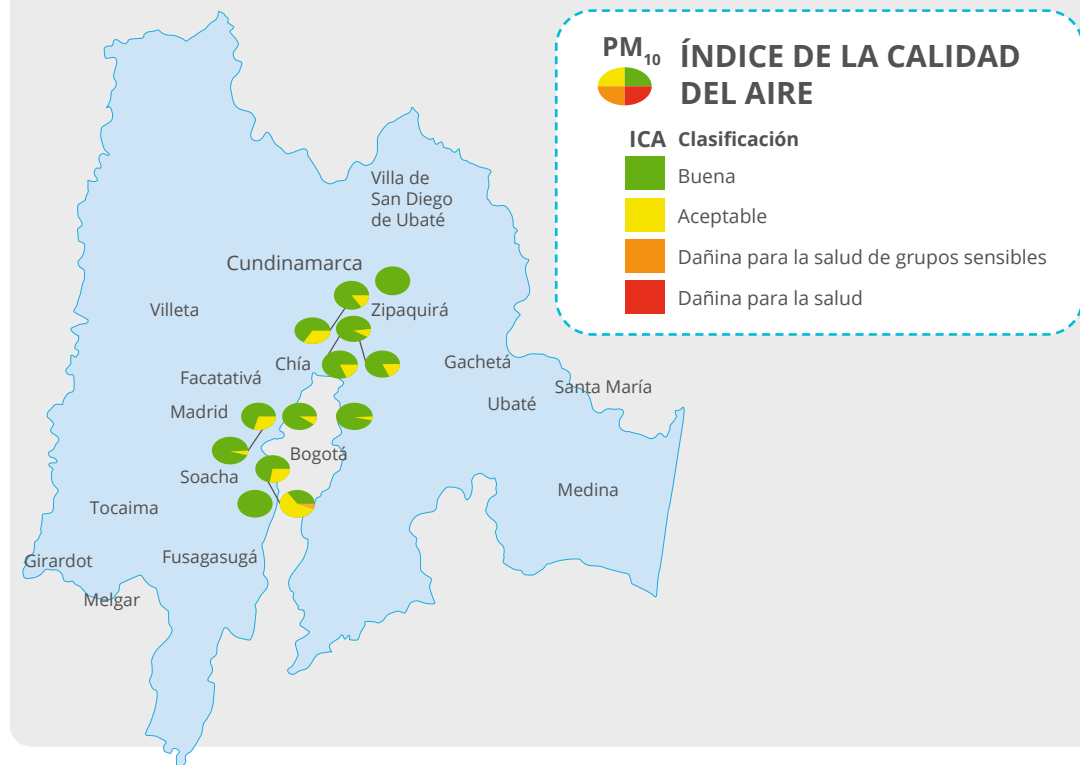 PM10
ÍNDICE DE LA CALIDAD
DEL AIRE
ICA Clasificación
Buena
Aceptable
Dañina para la salud de grupos sensibles
Dañina para la salud
Villa de
San Diego
de Ubaté
Cundinamarca
Villeta
Zipaquirá
Chía
Gachetá
Facatativá
Santa María
Madrid
Ubaté
Bogotá
Soacha
Medina
Tocaima
Girardot
Fusagasugá
Melgar